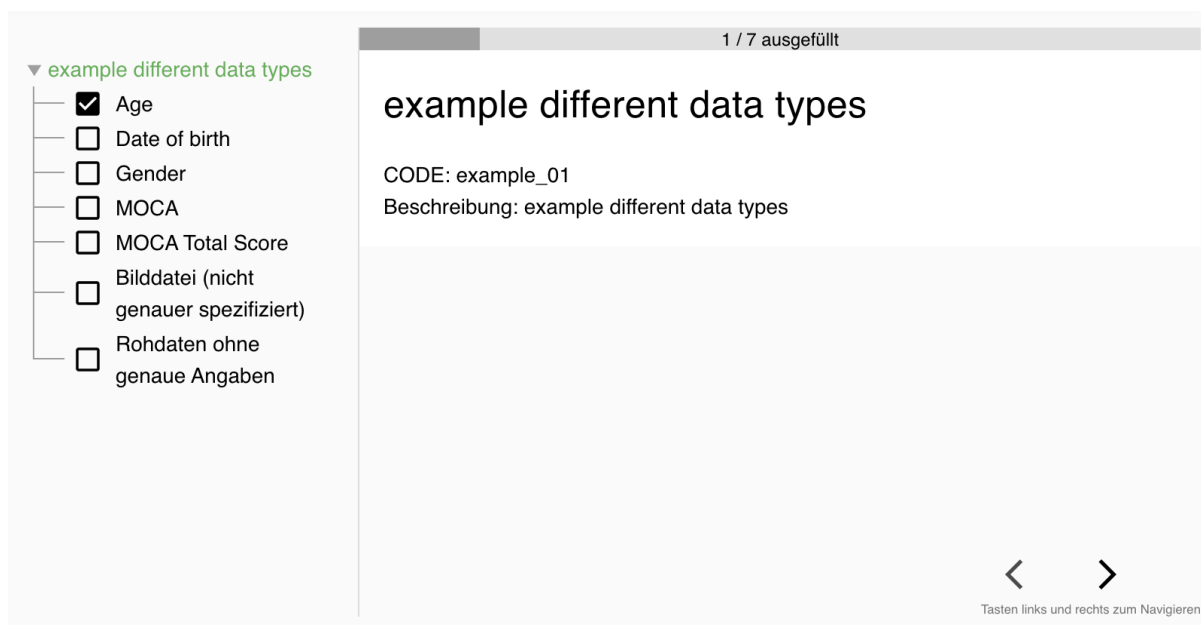 example different data types
Age
Date of birth
Gender
MOCA
MOCA Total Score
Bilddatei (nicht
genauer spezifiziert)
Rohdaten ohne
genaue Angaben
1 / 7 ausgefüllt
example different data types
CODE: example_01
Beschreibung: example different data types
Tasten links und rechts zum Navigieren